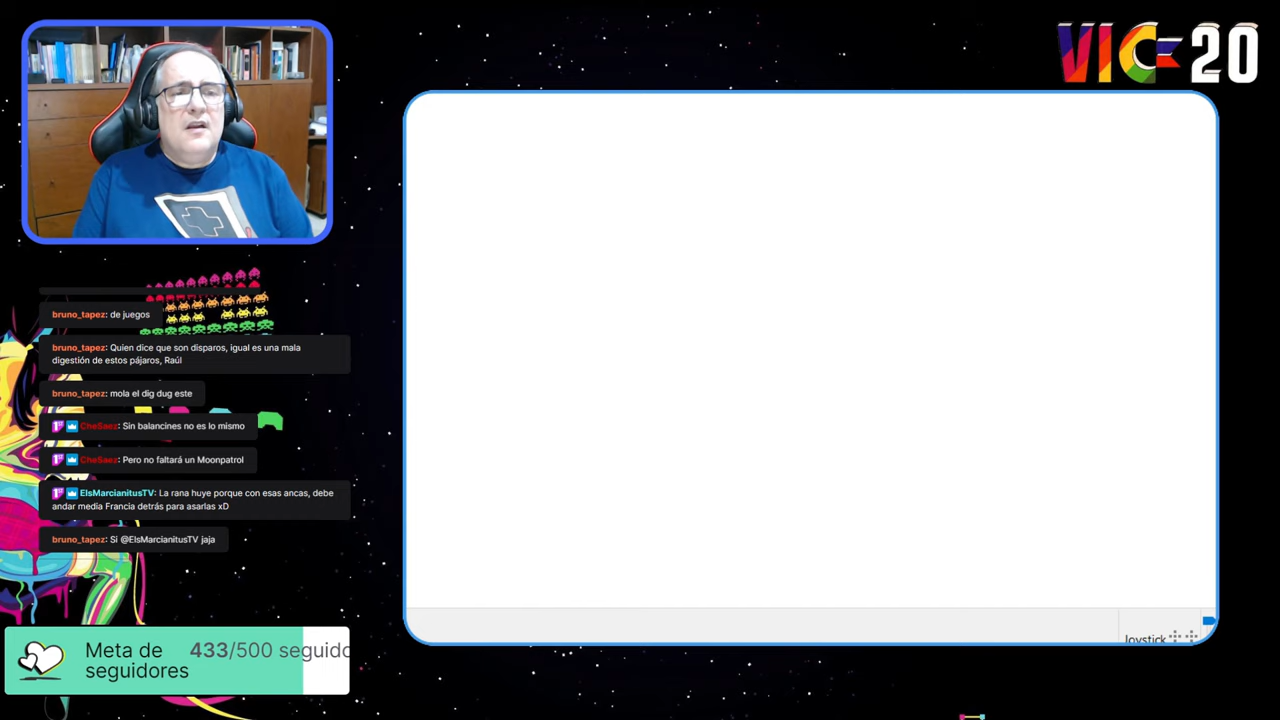 VIC-20
bruno_tapez: de juegos
bruno_tapez: Quien dice que son disparos, igual es una mala
digestión de estos pájaros, Raúl
bruno_tapez: mola el dig dug este
CheSaez: Sin balancines no es lo mismo
CheSaez: Pero no faltará un Moonpatrol
ElsMarcianitusTV: La rana huye porque con esas ancas, debe
andar media Francia detrás para asarlas xD
bruno_tapez: Si @ElsMarcianitusTV jaja
Meta de
seguidores
433/500 seguido
Joystick